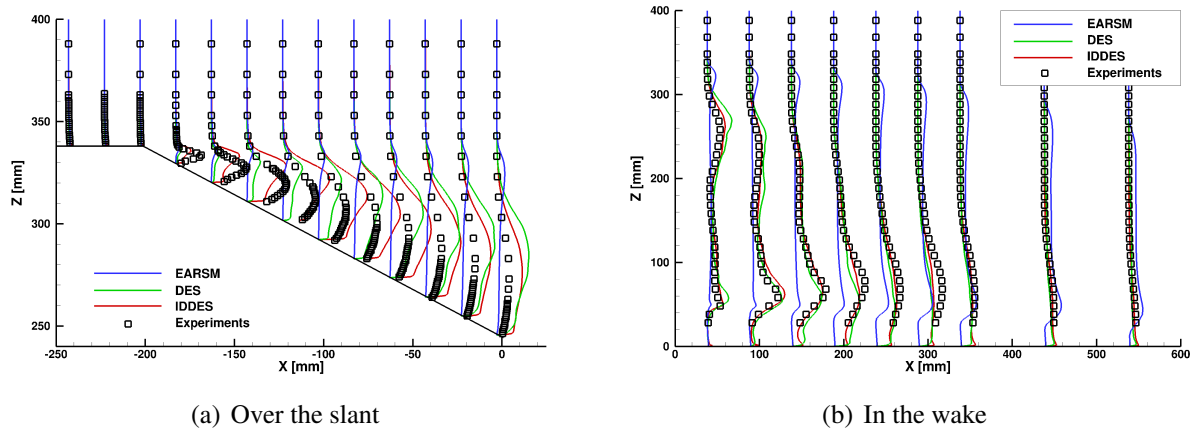 400
350
300
250
Z [mm]
-250
-200
-150
-100
-50
0
X [mm]
EARSM
DES
IDDES
Experiments
(a) Over the slant
400
300
200
100
0
Z [mm]
0
100
200
300
400
500
600
X [mm]
EARSM
DES
IDDES
Experiments
(b) In the wake